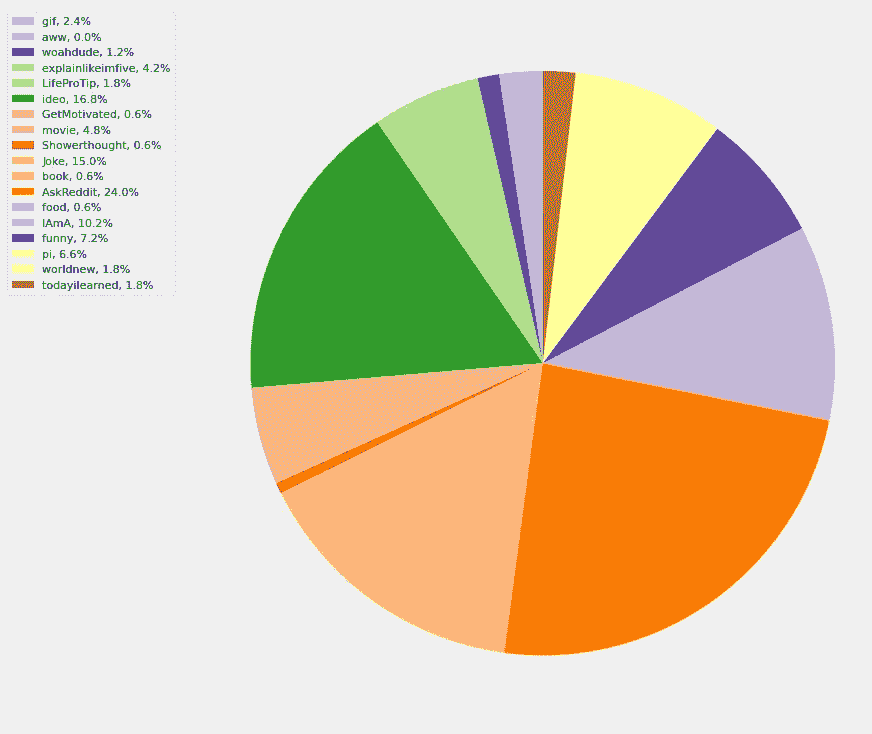 gif, 2.4%
aww, 0.0%
woahdude, 1.2%
explainlikeimfive, 4.2%
LifeProTip, 1.8%
ideo, 16.8%
GetMotivated, 0.6%
movie, 4.8%
Showerthought, 0.6%
Joke, 15.0%
book, 0.6%
AskReddit, 24.0%
food, 0.6%
IAmA, 10.2%
funny, 7.2%
pi, 6.6%
worldnew, 1.8%
todayilearned, 1.8%